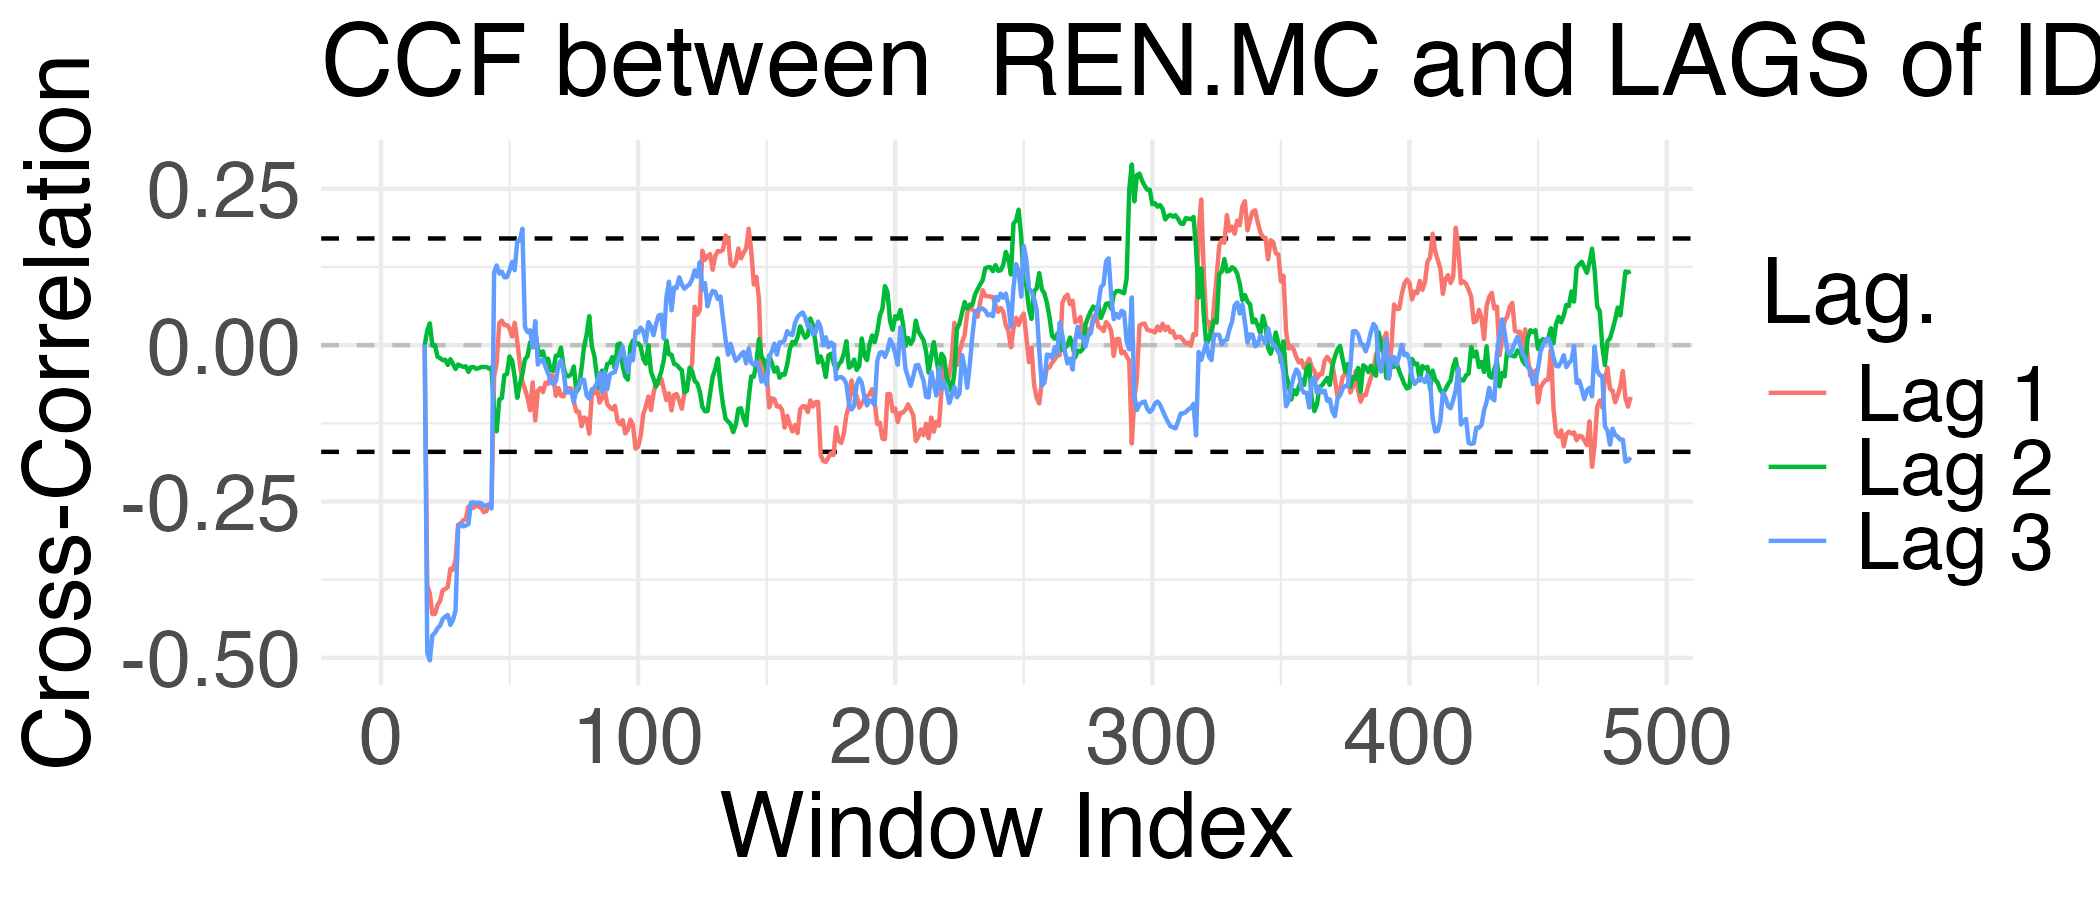 CCF between  REN.MC and LAGS of ID
Cross-Correlation
0.25
0.00
-0.25
-0.50
0 100 200 300 400 500
Window Index
Lag.
Lag 1
Lag 2
Lag 3